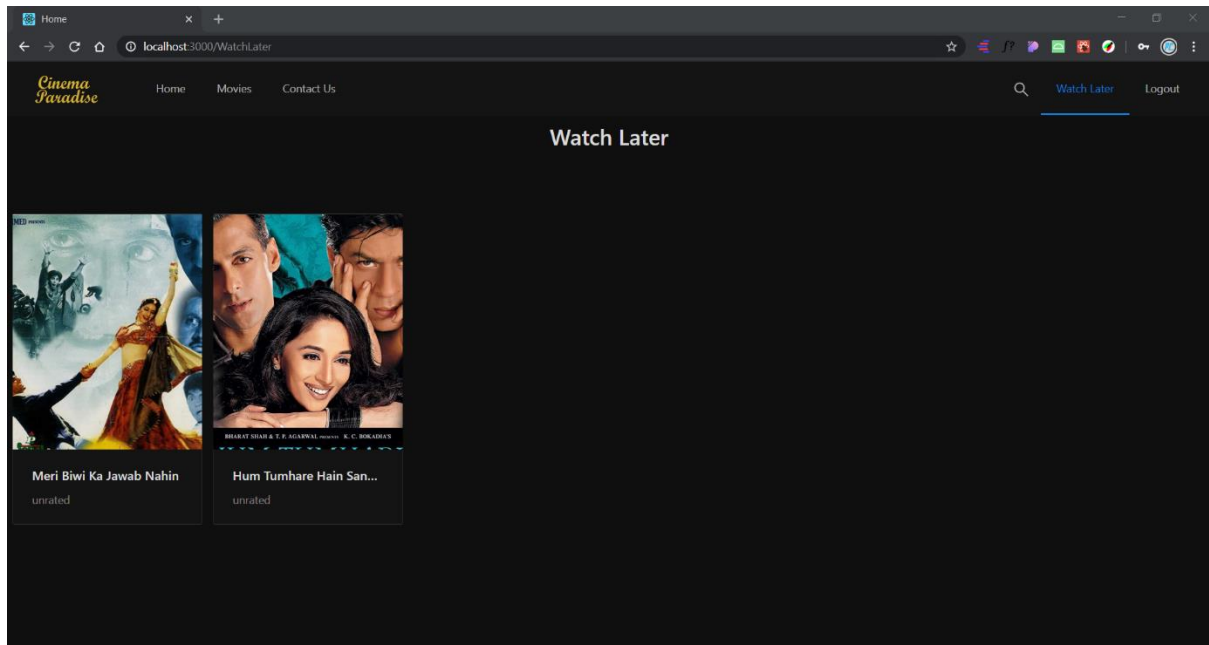 Home
localhost:3000/WatchLater
Cinema
Paradise
Home Movies Contact Us Watch Later Logout
Watch Later
BHARAT SHAH & T. P. AGARWAL PRESENTS K. C. BOKADIA'S
Meri Biwi Ka Jawab Nahin Hum Tumhare Hain San...
unrated unrated